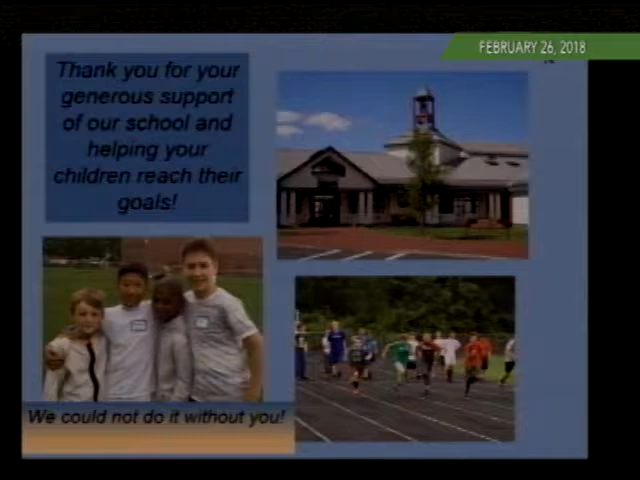 FEBRUARY 26, 2018
Thank you for your
generous support
of our school and
helping your
children reach their
goals!
We could not do it without you!